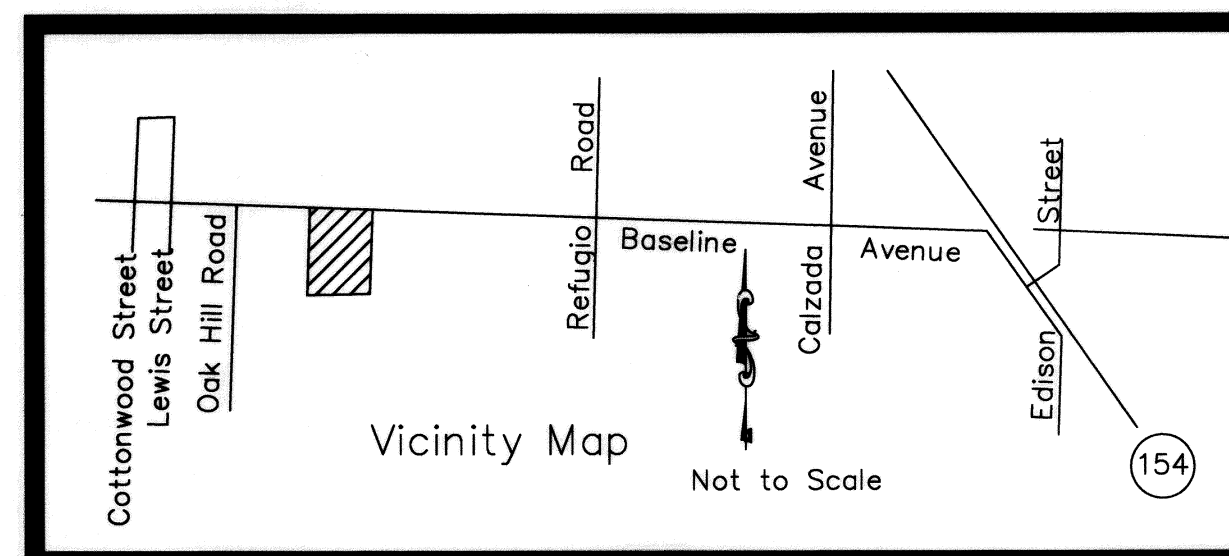 Cottonwood Street
Lewis Street
Oak Hill Road
Refugio Road
Baseline Avenue
Calzada Avenue
Edison Street
154
Vicinity Map
Not to Scale